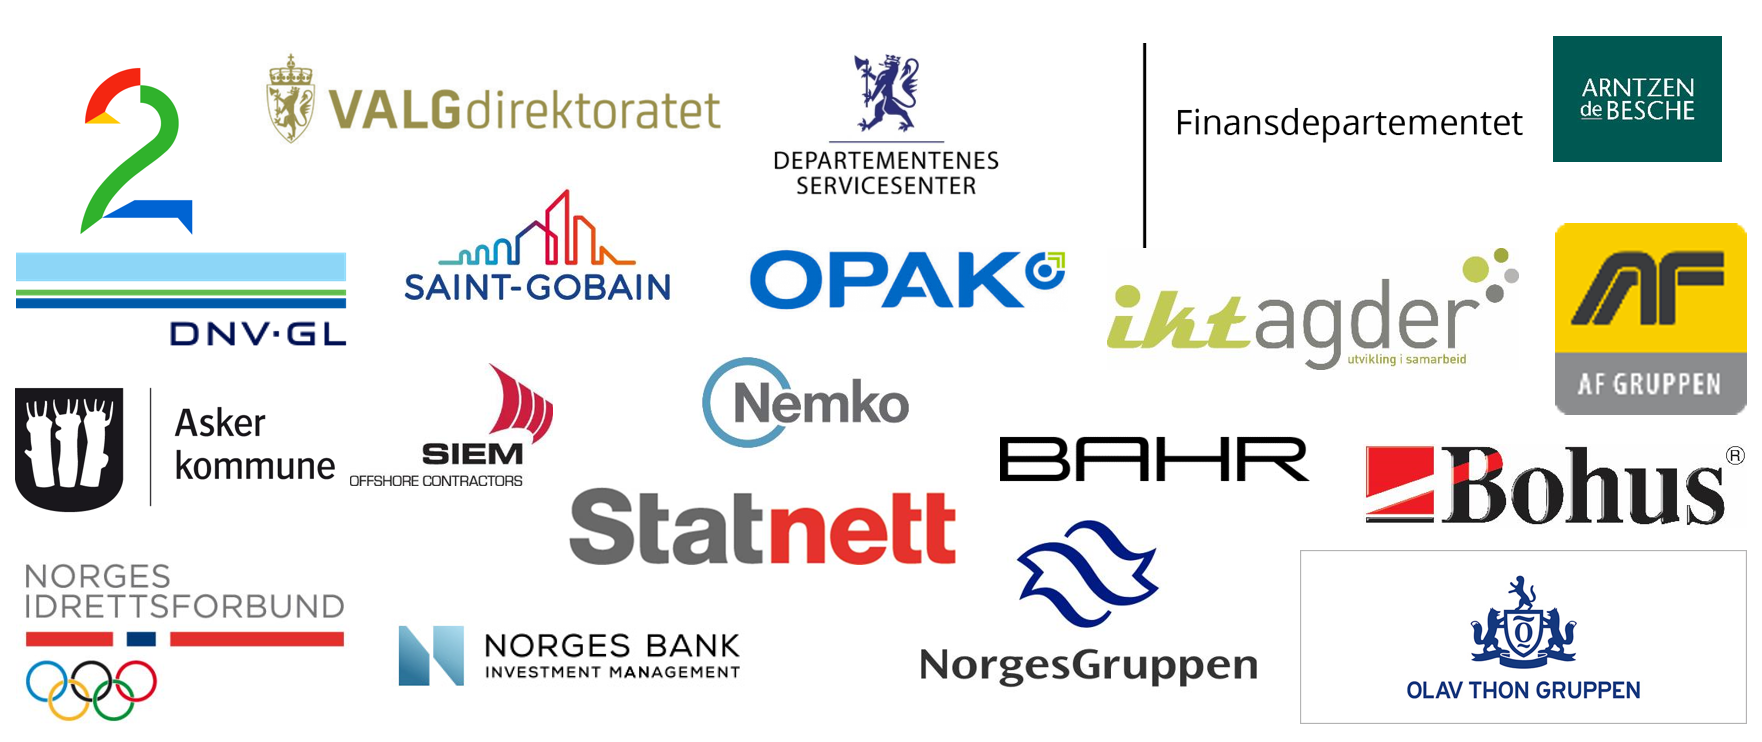 2
VALGdirektoratet
DEPARTEMENTENES
SERVICESENTER
Finansdepartementet
ARNTZEN
de BESCHE
DNV·GL
SAINT-GOBAIN
OPAK
iktagder
utvikling i samarbeid
AF
AF GRUPPEN
Asker
kommune
SIEM
OFFSHORE CONTRACTORS
Nemko
BAHR
Bohus®
Statnett
NORGES
IDRETTSFORBUND
NORGES BANK
INVESTMENT MANAGEMENT
NorgesGruppen
OLAV THON GRUPPEN